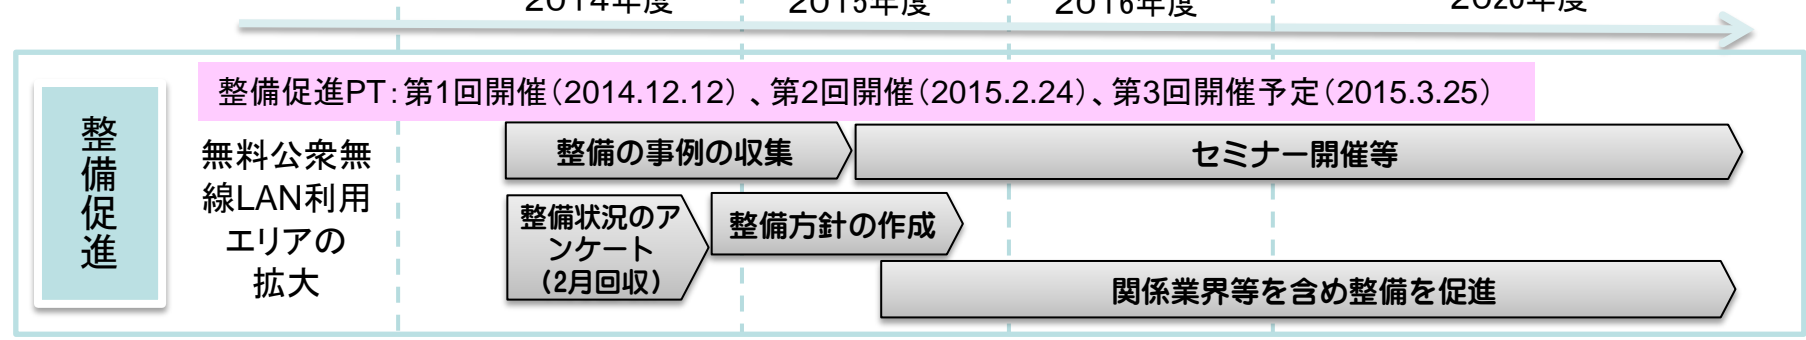 2014年度
2015年度
2016年度
2020年度
整備促進PT：第1回開催（2014.12.12）、第2回開催（2015.2.24）、第3回開催予定（2015.3.25）
整備促進
無料公衆無
線LAN利用
エリアの
拡大
整備の事例の収集
セミナー開催等
整備状況のア
ンケート
（2月回収）
整備方針の作成
関係業界等を含め整備を促進